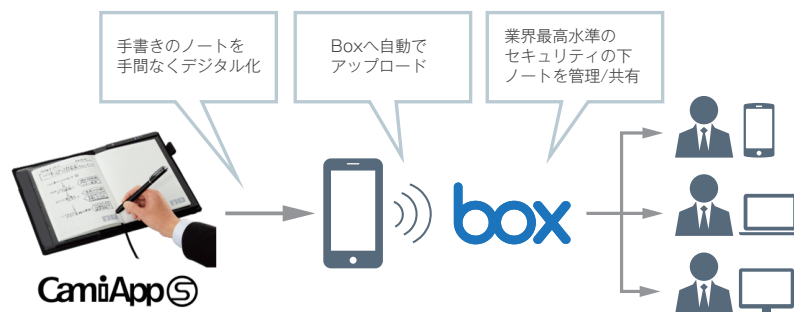 手書きのノートを
手間なくデジタル化
Boxへ自動で
アップロード
業界最高水準の
セキュリティの下
ノートを管理/共有
box
CamiApp S